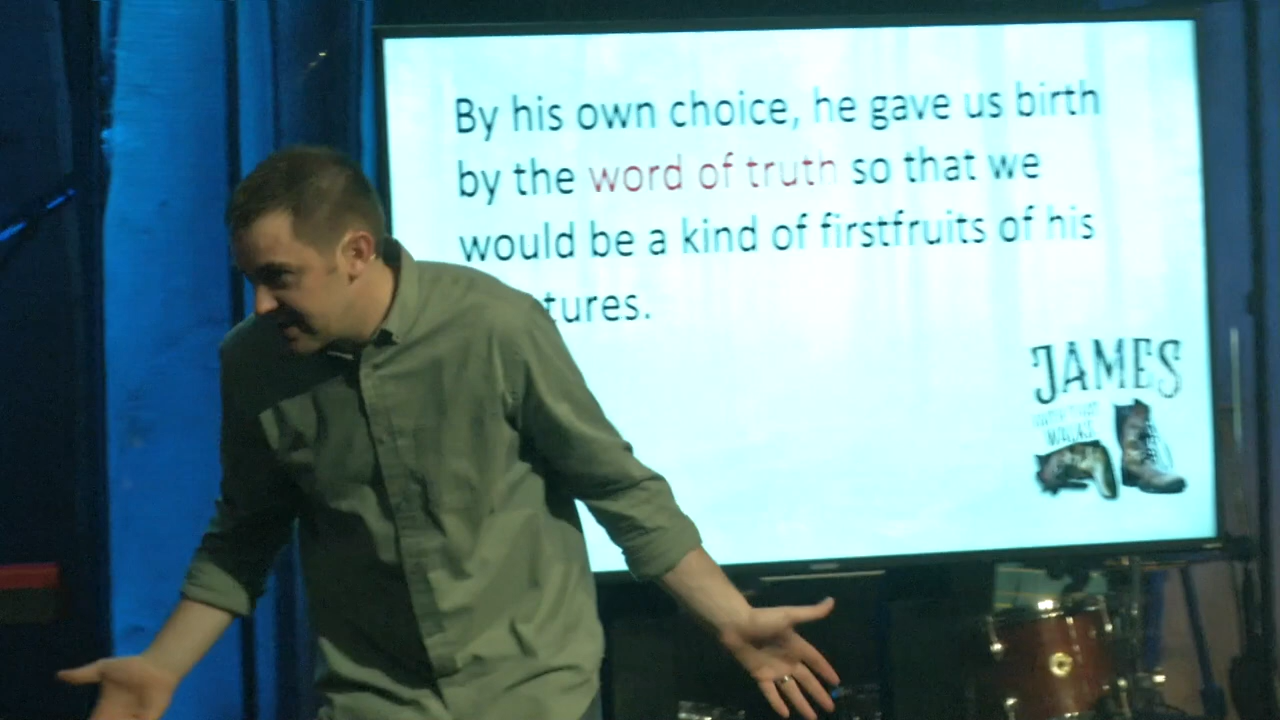 By his own choice, he gave us birth
by the word of truth so that we
would be a kind of firstfruits of his
tures.
JAMES